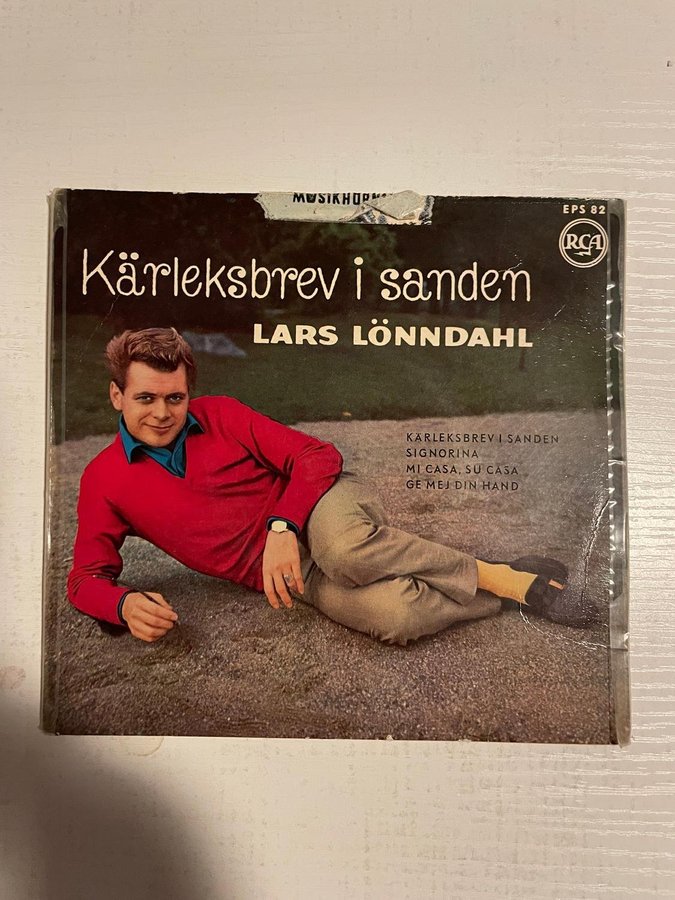 EPS 82
RCA
Kärleksbrev i sanden
LARS LÖNNDAHL
KÄRLEKSBREV I SANDEN
SIGNORINA
MI CASA, SU CASA
GE MEJ DIN HAND